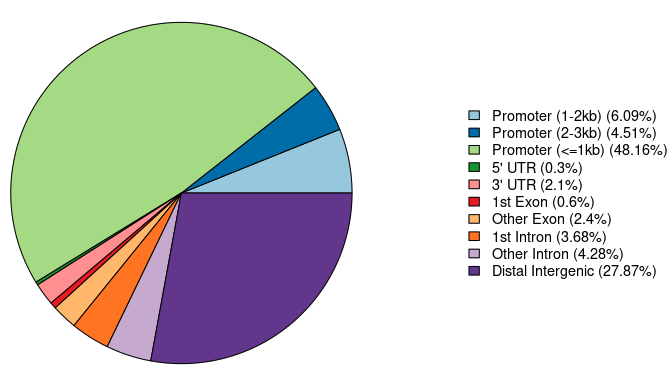 Promoter (1-2kb) (6.09%)
Promoter (2-3kb) (4.51%)
Promoter (<=1kb) (48.16%)
5' UTR (0.3%)
3' UTR (2.1%)
1st Exon (0.6%)
Other Exon (2.4%)
1st Intron (3.68%)
Other Intron (4.28%)
Distal Intergenic (27.87%)